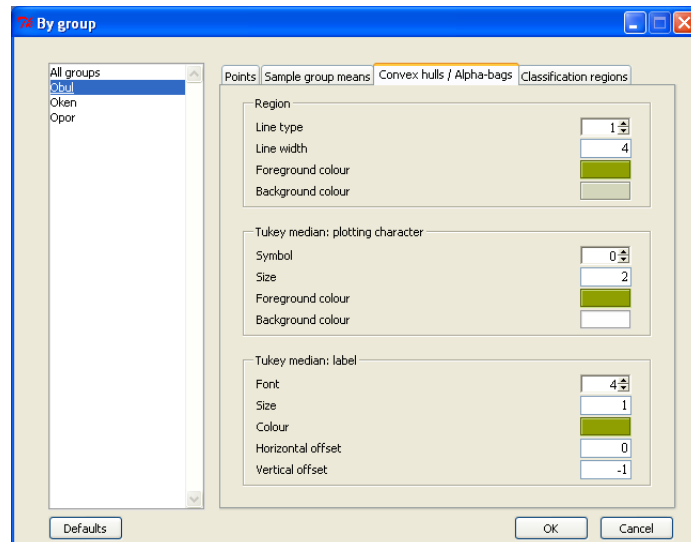 By group
All groups
Obul
Oken
Opor
Points Sample group means Convex hulls / Alpha-bags Classification regions
Region
Line type 1
Line width 4
Foreground colour
Background colour
Tukey median: plotting character
Symbol 0
Size 2
Foreground colour
Background colour
Tukey median: label
Font 4
Size 1
Colour
Horizontal offset 0
Vertical offset -1
Defaults OK Cancel